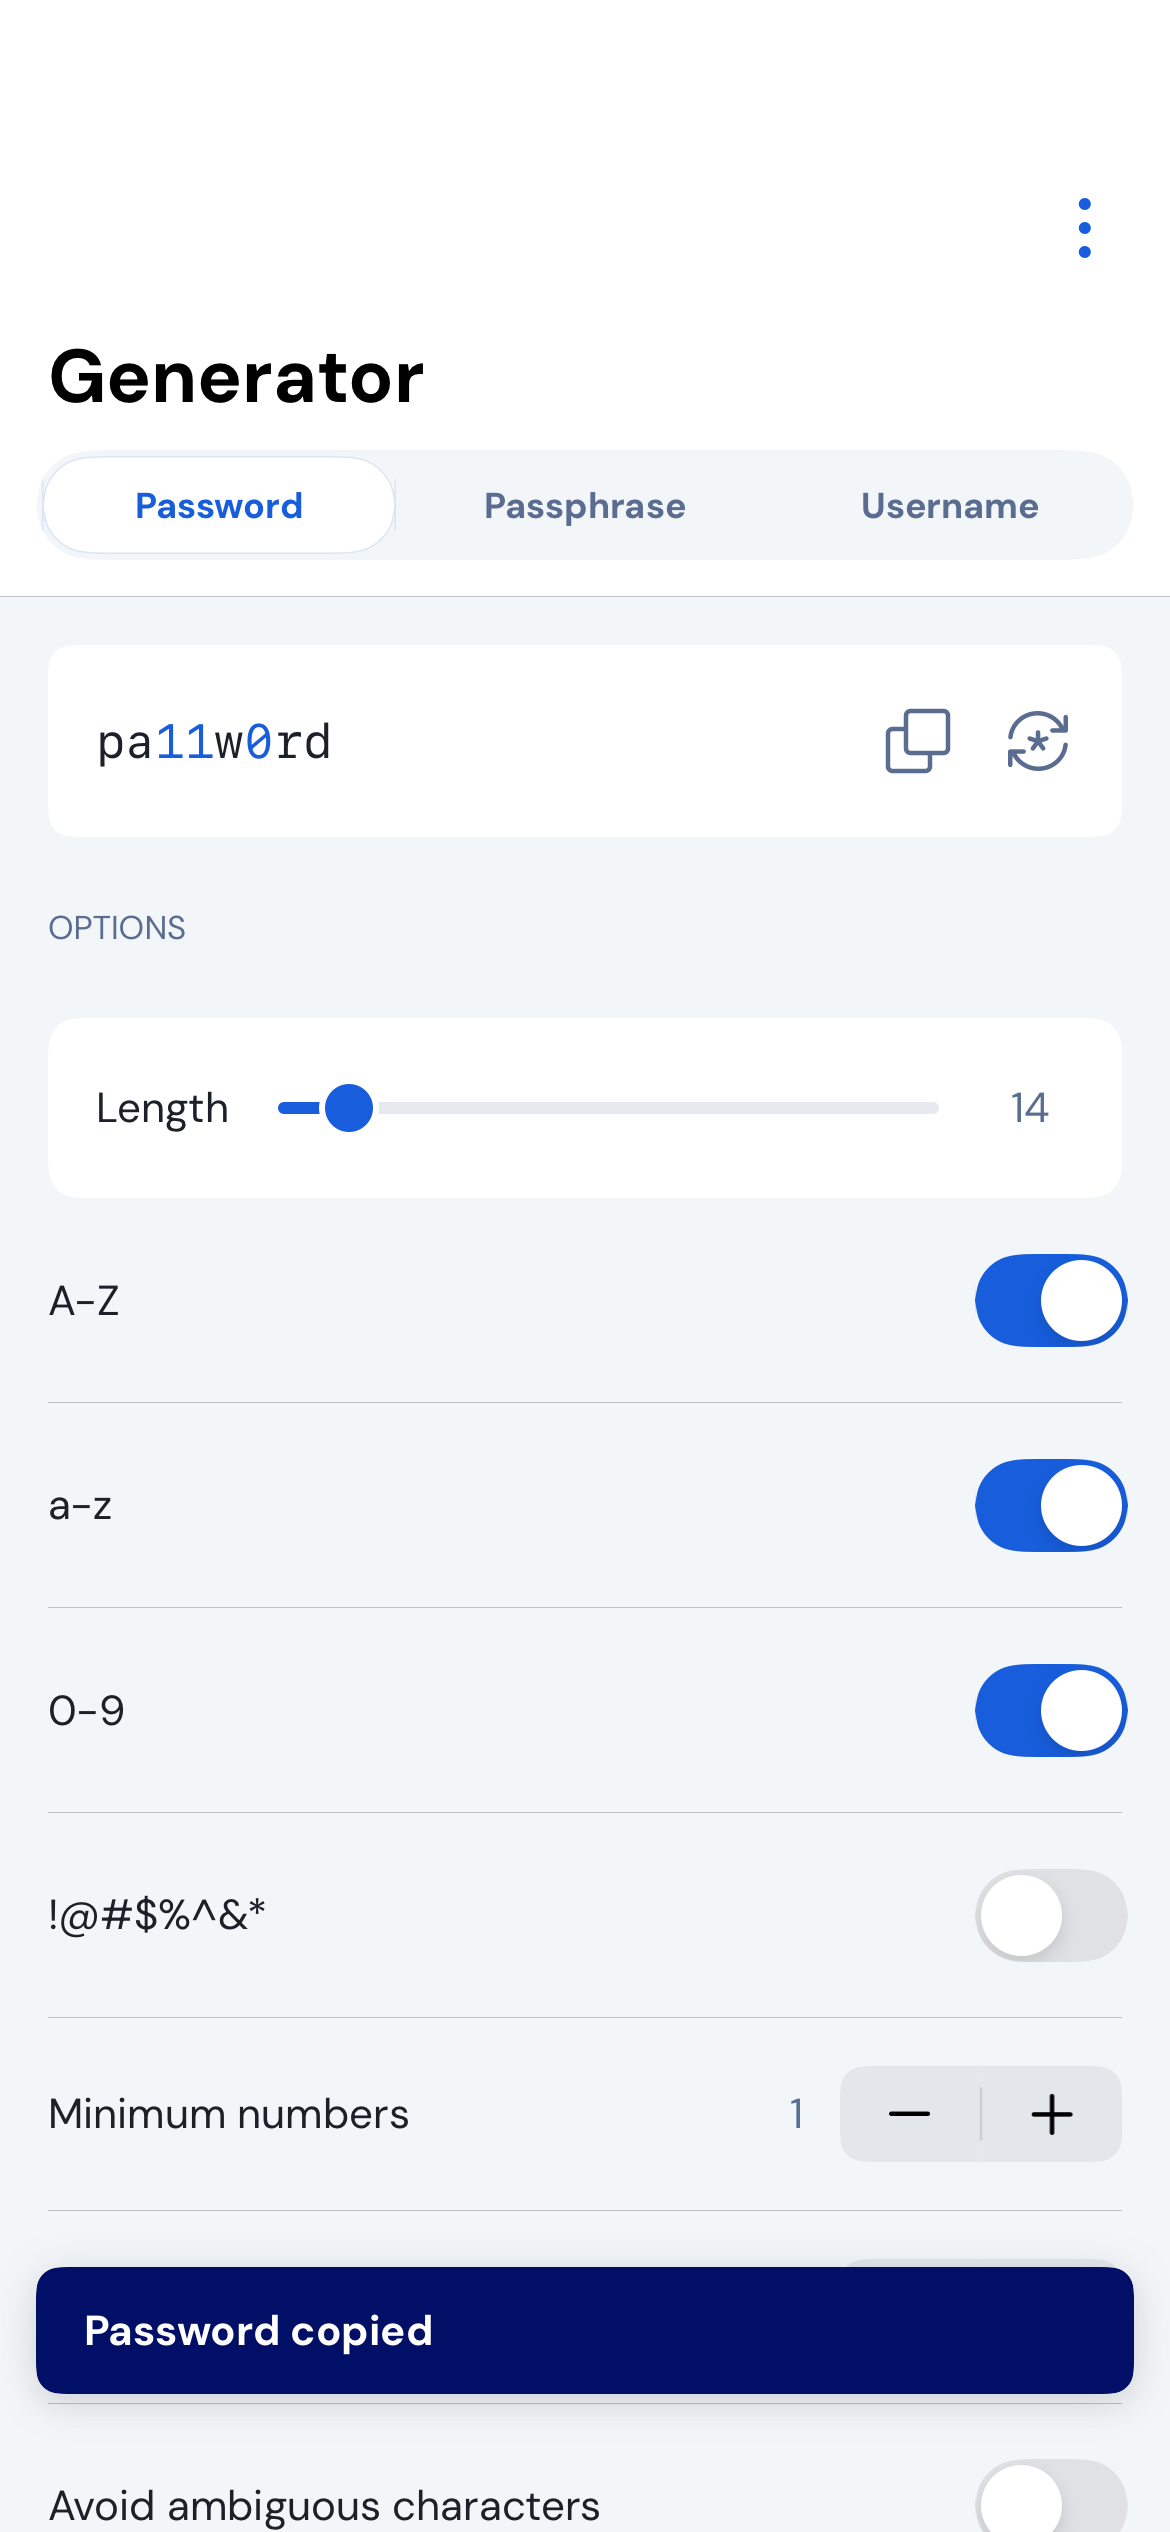 Generator
Password Passphrase Username
pa11w0rd
OPTIONS
Length 14
A-Z
a-z
0-9
!@#$%^&*
Minimum numbers 1
Password copied
Avoid ambiguous characters